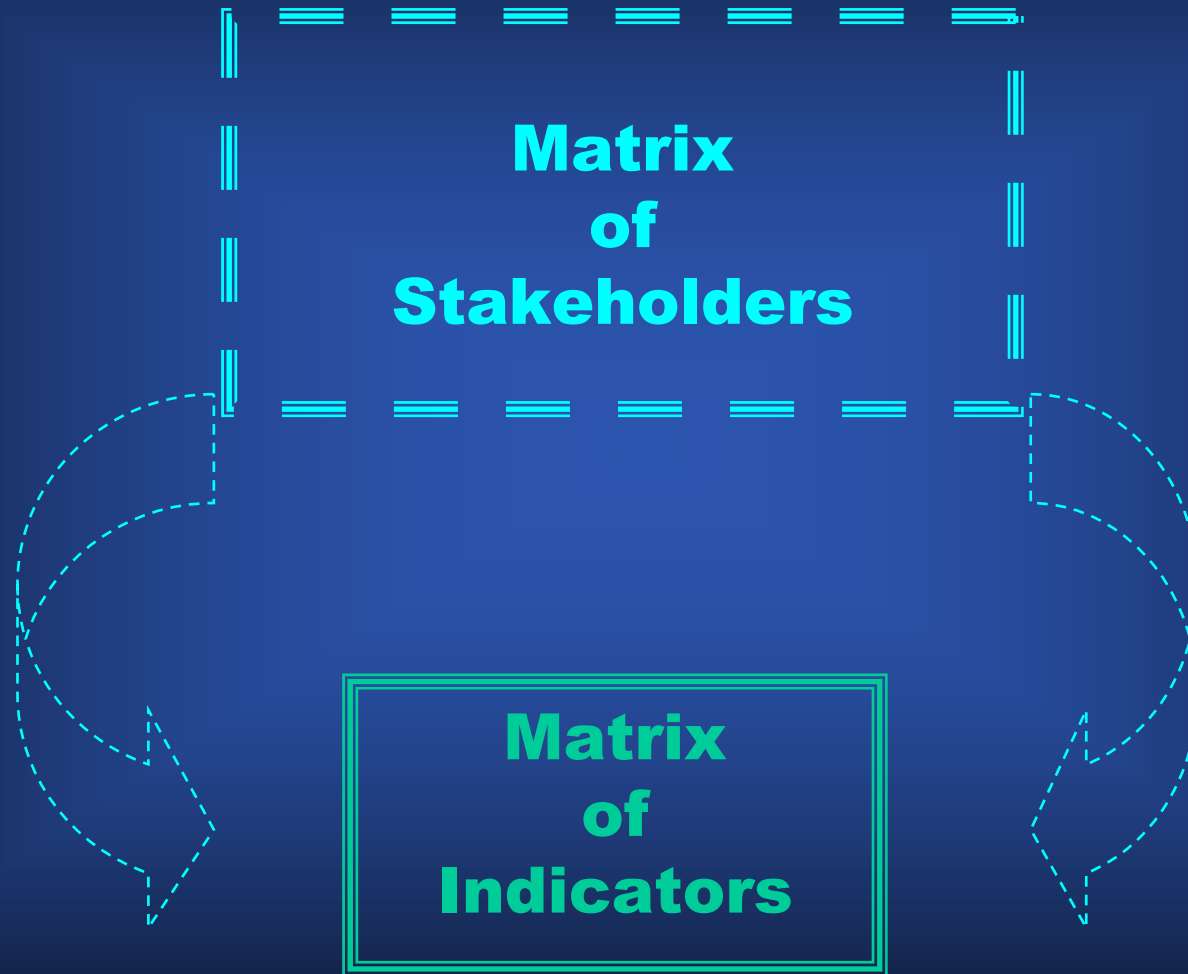 Matrix
of
Stakeholders
Matrix
of
Indicators